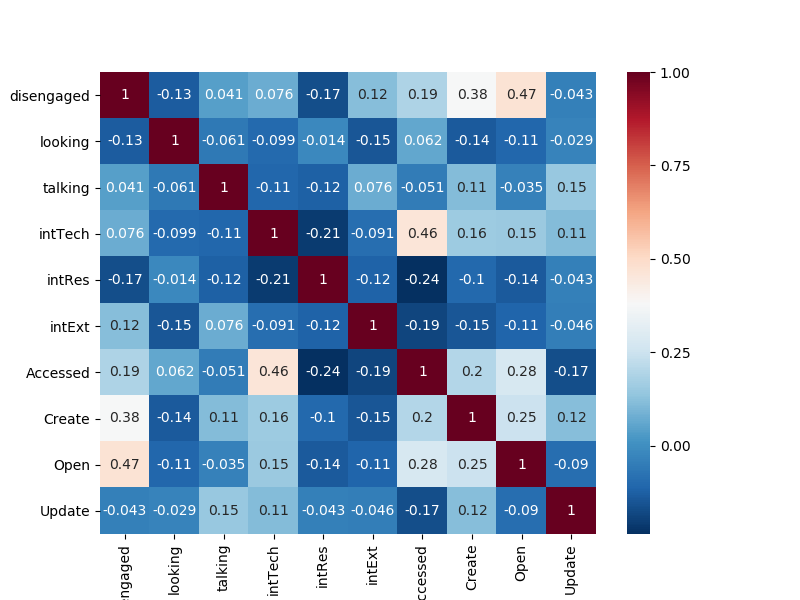 disengaged 1 -0.13 0.041 0.076 -0.17 0.12 0.19 0.38 0.47 -0.043 1.00
looking -0.13 1 -0.061 -0.099 -0.014 -0.15 0.062 -0.14 -0.11 -0.029
talking 0.041 -0.061 1 -0.11 -0.12 0.076 -0.051 0.11 -0.035 0.15 0.75
intTech 0.076 -0.099 -0.11 1 -0.21 -0.091 0.46 0.16 0.15 0.11 0.50
intRes -0.17 -0.014 -0.12 -0.21 1 -0.12 -0.24 -0.1 -0.14 -0.043
intExt 0.12 -0.15 0.076 -0.091 -0.12 1 -0.19 -0.15 -0.11 -0.046 0.25
Accessed 0.19 0.062 -0.051 0.46 -0.24 -0.19 1 0.2 0.28 -0.17
Create 0.38 -0.14 0.11 0.16 -0.1 -0.15 0.2 1 0.25 0.12 0.00
Open 0.47 -0.11 -0.035 0.15 -0.14 -0.11 0.28 0.25 1 -0.09
Update -0.043 -0.029 0.15 0.11 -0.043 -0.046 -0.17 0.12 -0.09 1
engaged looking talking intTech intRes intExt ccessed Create Open Update